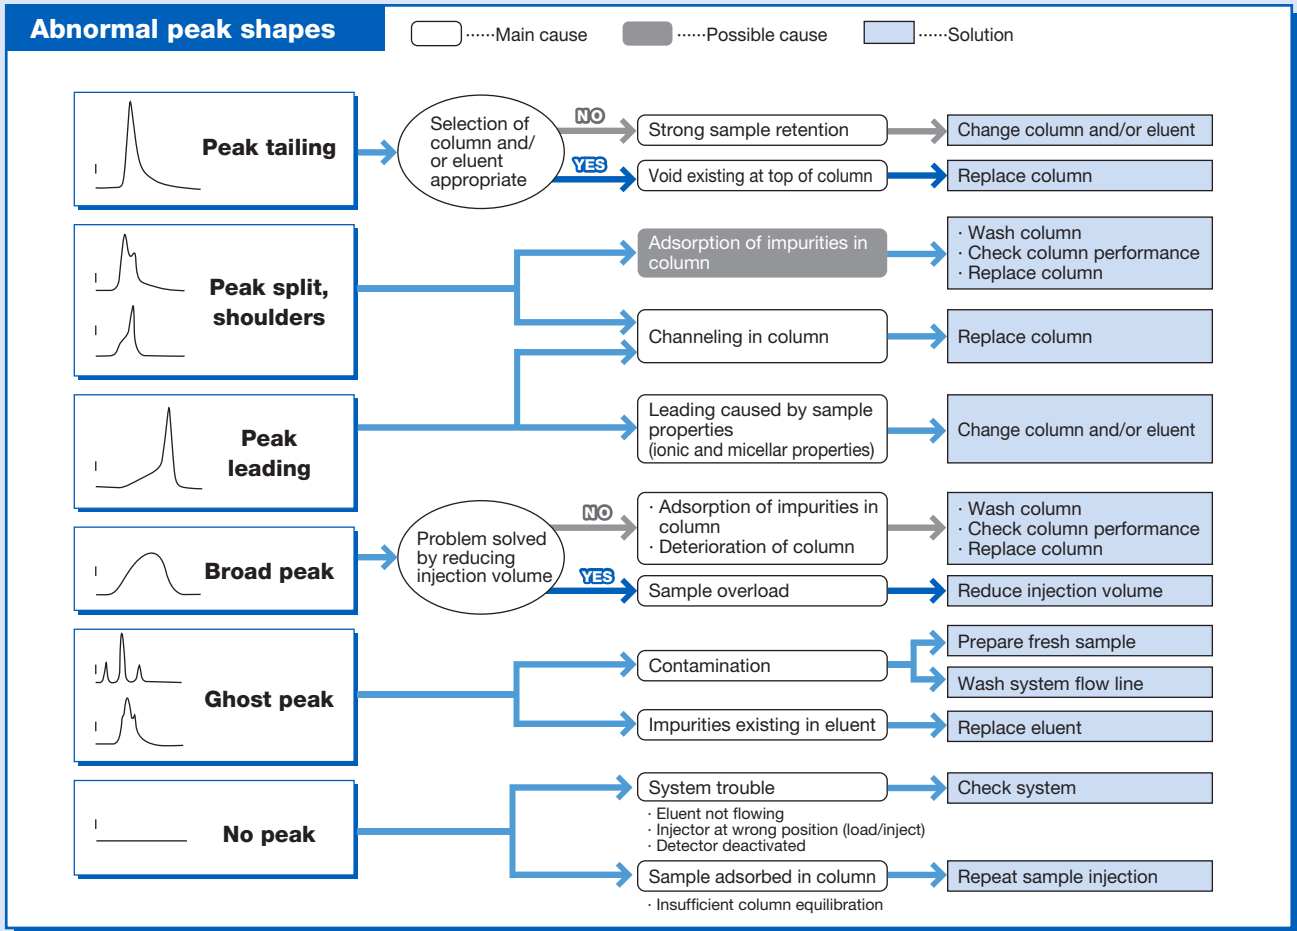 Abnormal peak shapes
······Main cause
······Possible cause
······Solution
Peak tailing
Selection of
column and/
or eluent
appropriate
NO
Strong sample retention
Change column and/or eluent
YES
Void existing at top of column
Replace column
Peak split,
shoulders
Adsorption of impurities in
column
· Wash column
· Check column performance
· Replace column
Channeling in column
Replace column
Peak
leading
Leading caused by sample
properties
(ionic and micellar properties)
Change column and/or eluent
Broad peak
Problem solved
by reducing
injection volume
NO
· Adsorption of impurities in
column
· Deterioration of column
· Wash column
· Check column performance
· Replace column
YES
Sample overload
Reduce injection volume
Ghost peak
Contamination
Prepare fresh sample
Wash system flow line
Impurities existing in eluent
Replace eluent
No peak
System trouble
· Eluent not flowing
· Injector at wrong position (load/inject)
· Detector deactivated
Check system
Sample adsorbed in column
· Insufficient column equilibration
Repeat sample injection